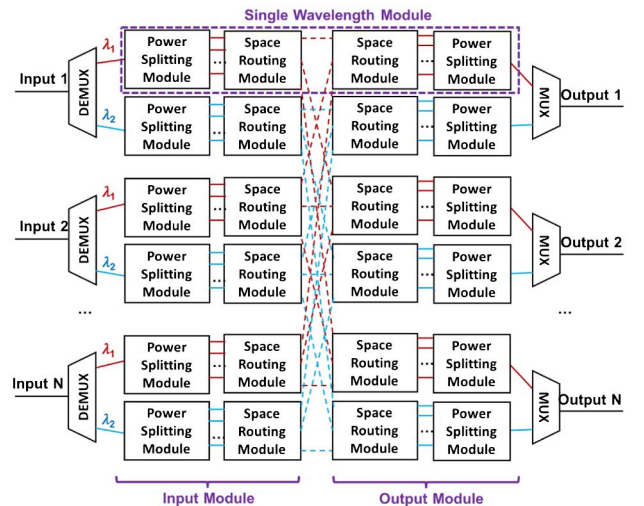 Single Wavelength Module
Input 1
DEMUX
λ1
Power
Splitting
Module
...
Space
Routing
Module
Space
Routing
Module
...
Power
Splitting
Module
MUX
Output 1
λ2
Power
Splitting
Module
...
Space
Routing
Module
Space
Routing
Module
...
Power
Splitting
Module
Input 2
DEMUX
λ1
Power
Splitting
Module
...
Space
Routing
Module
Space
Routing
Module
...
Power
Splitting
Module
MUX
Output 2
λ2
Power
Splitting
Module
...
Space
Routing
Module
Space
Routing
Module
...
Power
Splitting
Module
...
...
Input N
DEMUX
λ1
Power
Splitting
Module
...
Space
Routing
Module
Space
Routing
Module
...
Power
Splitting
Module
MUX
Output N
λ2
Power
Splitting
Module
...
Space
Routing
Module
Space
Routing
Module
...
Power
Splitting
Module
Input Module
Output Module